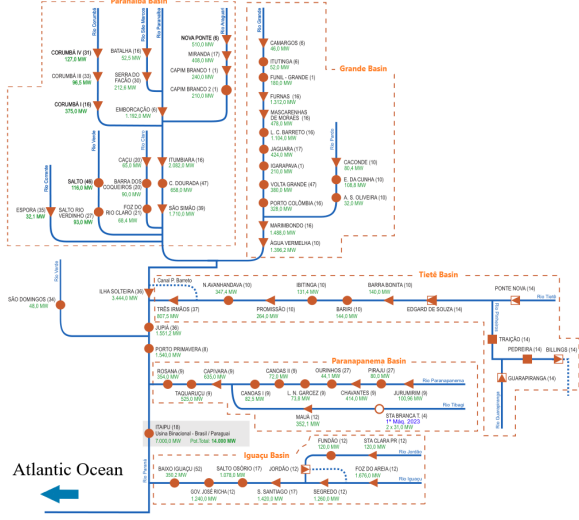 Paranaíba Basin
Rio Corumbá
Rio São Marcos
Rio Paranaíba
Rio Araguari
Rio Grande
CORUMBÁ IV (31)
127,0 MW
CORUMBÁ III (33)
96,5 MW
CORUMBÁ I (16)
375,0 MW
BATALHA (16)
52,5 MW
SERRA DO
FACÃO (30)
212,6 MW
EMBORCAÇÃO (6)
1.192,0 MW
NOVA PONTE (6)
510,0 MW
MIRANDA (17)
408,0 MW
CAPIM BRANCO 1 (1)
240,0 MW
CAPIM BRANCO 2 (1)
210,0 MW
CAMARGOS (6)
46,0 MW
ITUTINGA (6)
52,0 MW
FUNIL - GRANDE (1)
180,0 MW
FURNAS (16)
1.312,0 MW
MASCARENHAS
DE MORAES (16)
478,0 MW
L. C. BARRETO (16)
1.104,0 MW
JAGUARA (17)
424,0 MW
IGARAPAVA (1)
210,0 MW
VOLTA GRANDE (47)
380,0 MW
PORTO COLÔMBIA (16)
328,0 MW
MARIMBONDO (16)
1.488,0 MW
ÁGUA VERMELHA (10)
1.396,2 MW
Grande Basin
Rio Pardo
CACONDE (10)
80,4 MW
E. DA CUNHA (10)
108,8 MW
A. S. OLIVEIRA (10)
32,0 MW
Rio Verde
Rio Claro
Rio Corrente
CAÇU (20)
65,0 MW
BARRA DOS
COQUEIROS (20)
90,0 MW
FOZ DO
RIO CLARO (21)
68,4 MW
SALTO (46)
116,0 MW
SALTO RIO
VERDINHO (27)
93,0 MW
ESPORA (35)
32,1 MW
ITUMBIARA (16)
2.082,0 MW
C. DOURADA (47)
658,0 MW
SÃO SIMÃO (39)
1.710,0 MW
Rio Verde
SÃO DOMINGOS (34)
48,0 MW
ILHA SOLTEIRA (36)
3.444,0 MW
Canal P. Barreto
Tietê Basin
TRÊS IRMÃOS (37)
807,5 MW
N.AVANHANDAVA (10)
347,4 MW
PROMISSÃO (10)
264,0 MW
IBITINGA (10)
131,4 MW
BARIRI (10)
144,0 MW
BARRA BONITA (10)
140,0 MW
EDGARD DE SOUZA (14)
PONTE NOVA (14)
Rio Tietê
Rio Pinheiros
TRAIÇÃO (14)
PEDREIRA (14)
BILLINGS (14)
GUARAPIRANGA (14)
Rio Guarapiranga
JUPIÁ (36)
1.551,2 MW
PORTO PRIMAVERA (8)
1.540,0 MW
Paranapanema Basin
ROSANA (9)
354,0 MW
TAQUARUÇU (9)
525,0 MW
CAPIVARA (9)
635,0 MW
CANOAS I (9)
82,5 MW
CANOAS II (9)
72,0 MW
L. N. GARCEZ (9)
73,8 MW
OURINHOS (27)
44,1 MW
CHAVANTES (9)
414,0 MW
PIRAJU (27)
80,0 MW
JURUMIRIM (9)
100,96 MW
Rio Paranapanema
Rio Tibagi
MAUÁ (12)
352,1 MW
STA BRANCA T. (4)
1ª Maq. 2023
2 x 31,0 MW
ITAIPU (18)
Usina Binacional - Brasil / Paraguai
7.000,0 MW Pot.Total: 14.000 MW
Rio Paraná
Iguaçu Basin
FUNDÃO (12)
120,0 MW
STA CLARA PR (12)
120,0 MW
Rio Jordão
BAIXO IGUAÇU (52)
350,2 MW
GOV. JOSÉ RICHA (12)
1.240,0 MW
SALTO OSÓRIO (17)
1.078,0 MW
S. SANTIAGO (17)
1.420,0 MW
JORDÃO (12)
SEGREDO (12)
1.260,0 MW
FOZ DO AREIA (12)
1.676,0 MW
Rio Iguaçu
Atlantic Ocean